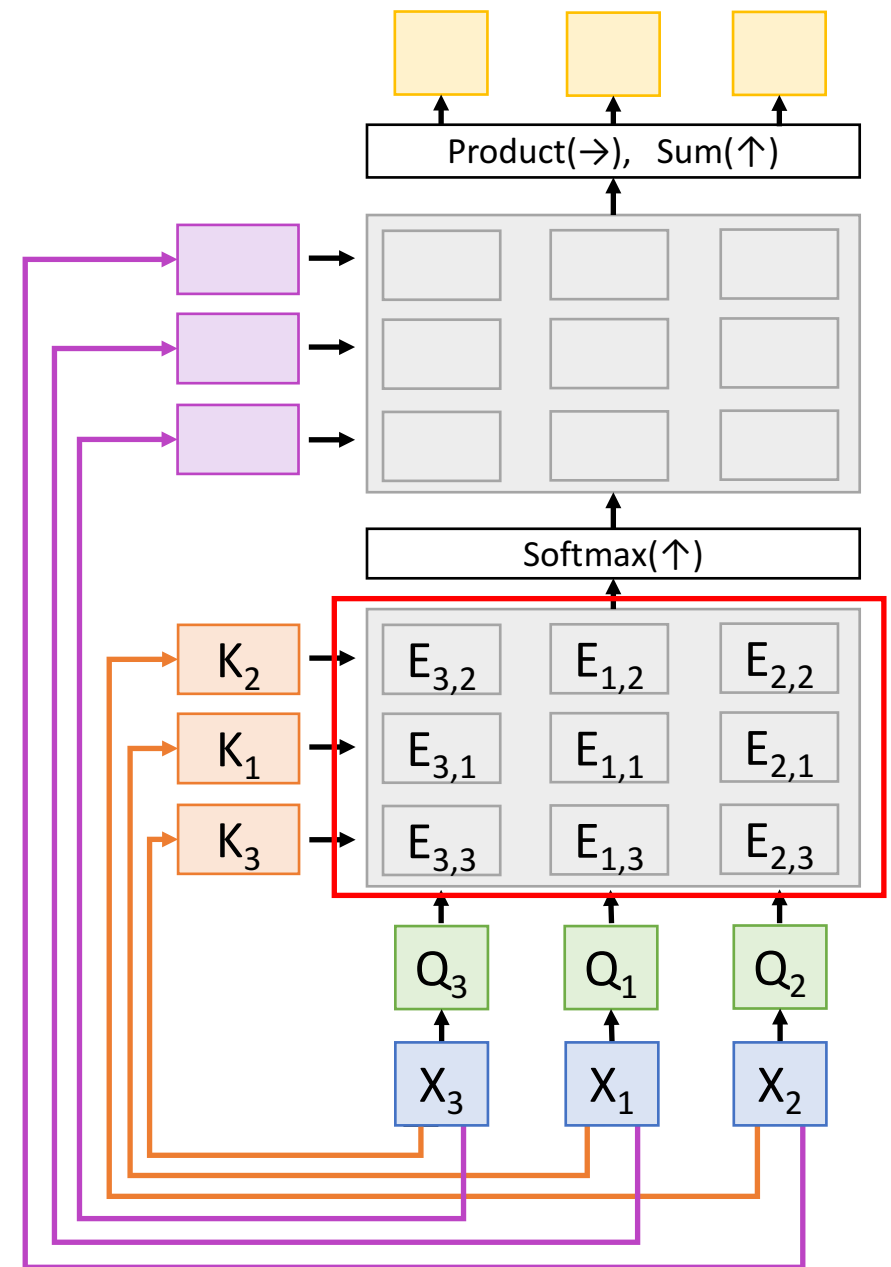 Product(→), Sum(↑)
Softmax(↑)
K2 E3,2 E1,2 E2,2
K1 E3,1 E1,1 E2,1
K3 E3,3 E1,3 E2,3
Q3 Q1 Q2
X3 X1 X2